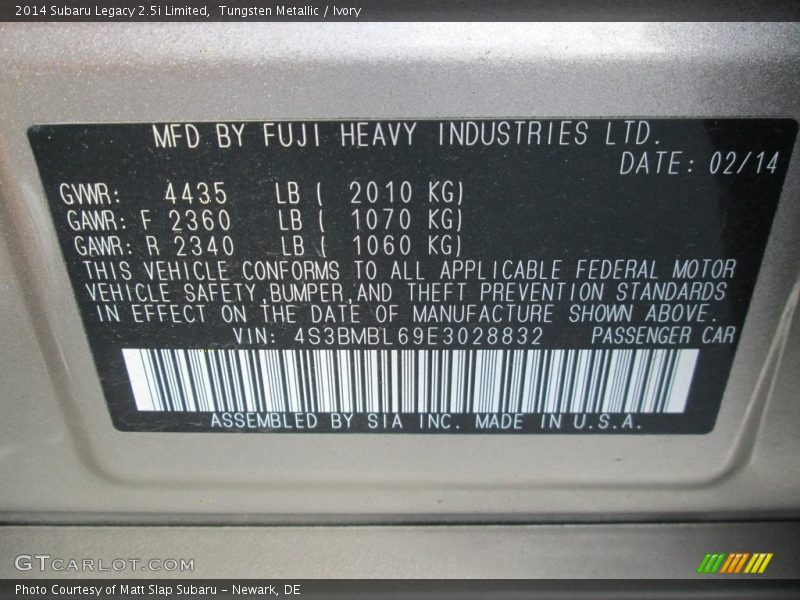 2014 Subaru Legacy 2.5i Limited,  Tungsten Metallic / Ivory
MFD BY FUJI HEAVY INDUSTRIES LTD.
DATE: 02/14
GVWR: 4435 LB ( 2010 KG)
GAWR: F 2360 LB ( 1070 KG)
GAWR: R 2340 LB ( 1060 KG)
THIS VEHICLE CONFORMS TO ALL APPLICABLE FEDERAL MOTOR
VEHICLE SAFETY,BUMPER,AND THEFT PREVENTION STANDARDS
IN EFFECT ON THE DATE OF MANUFACTURE SHOWN ABOVE.
VIN: 4S3BMBL69E3028832 PASSENGER CAR
ASSEMBLED BY SIA INC. MADE IN U.S.A.
GTCARLOT.COM
Photo Courtesy of Matt Slap Subaru - Newark, DE